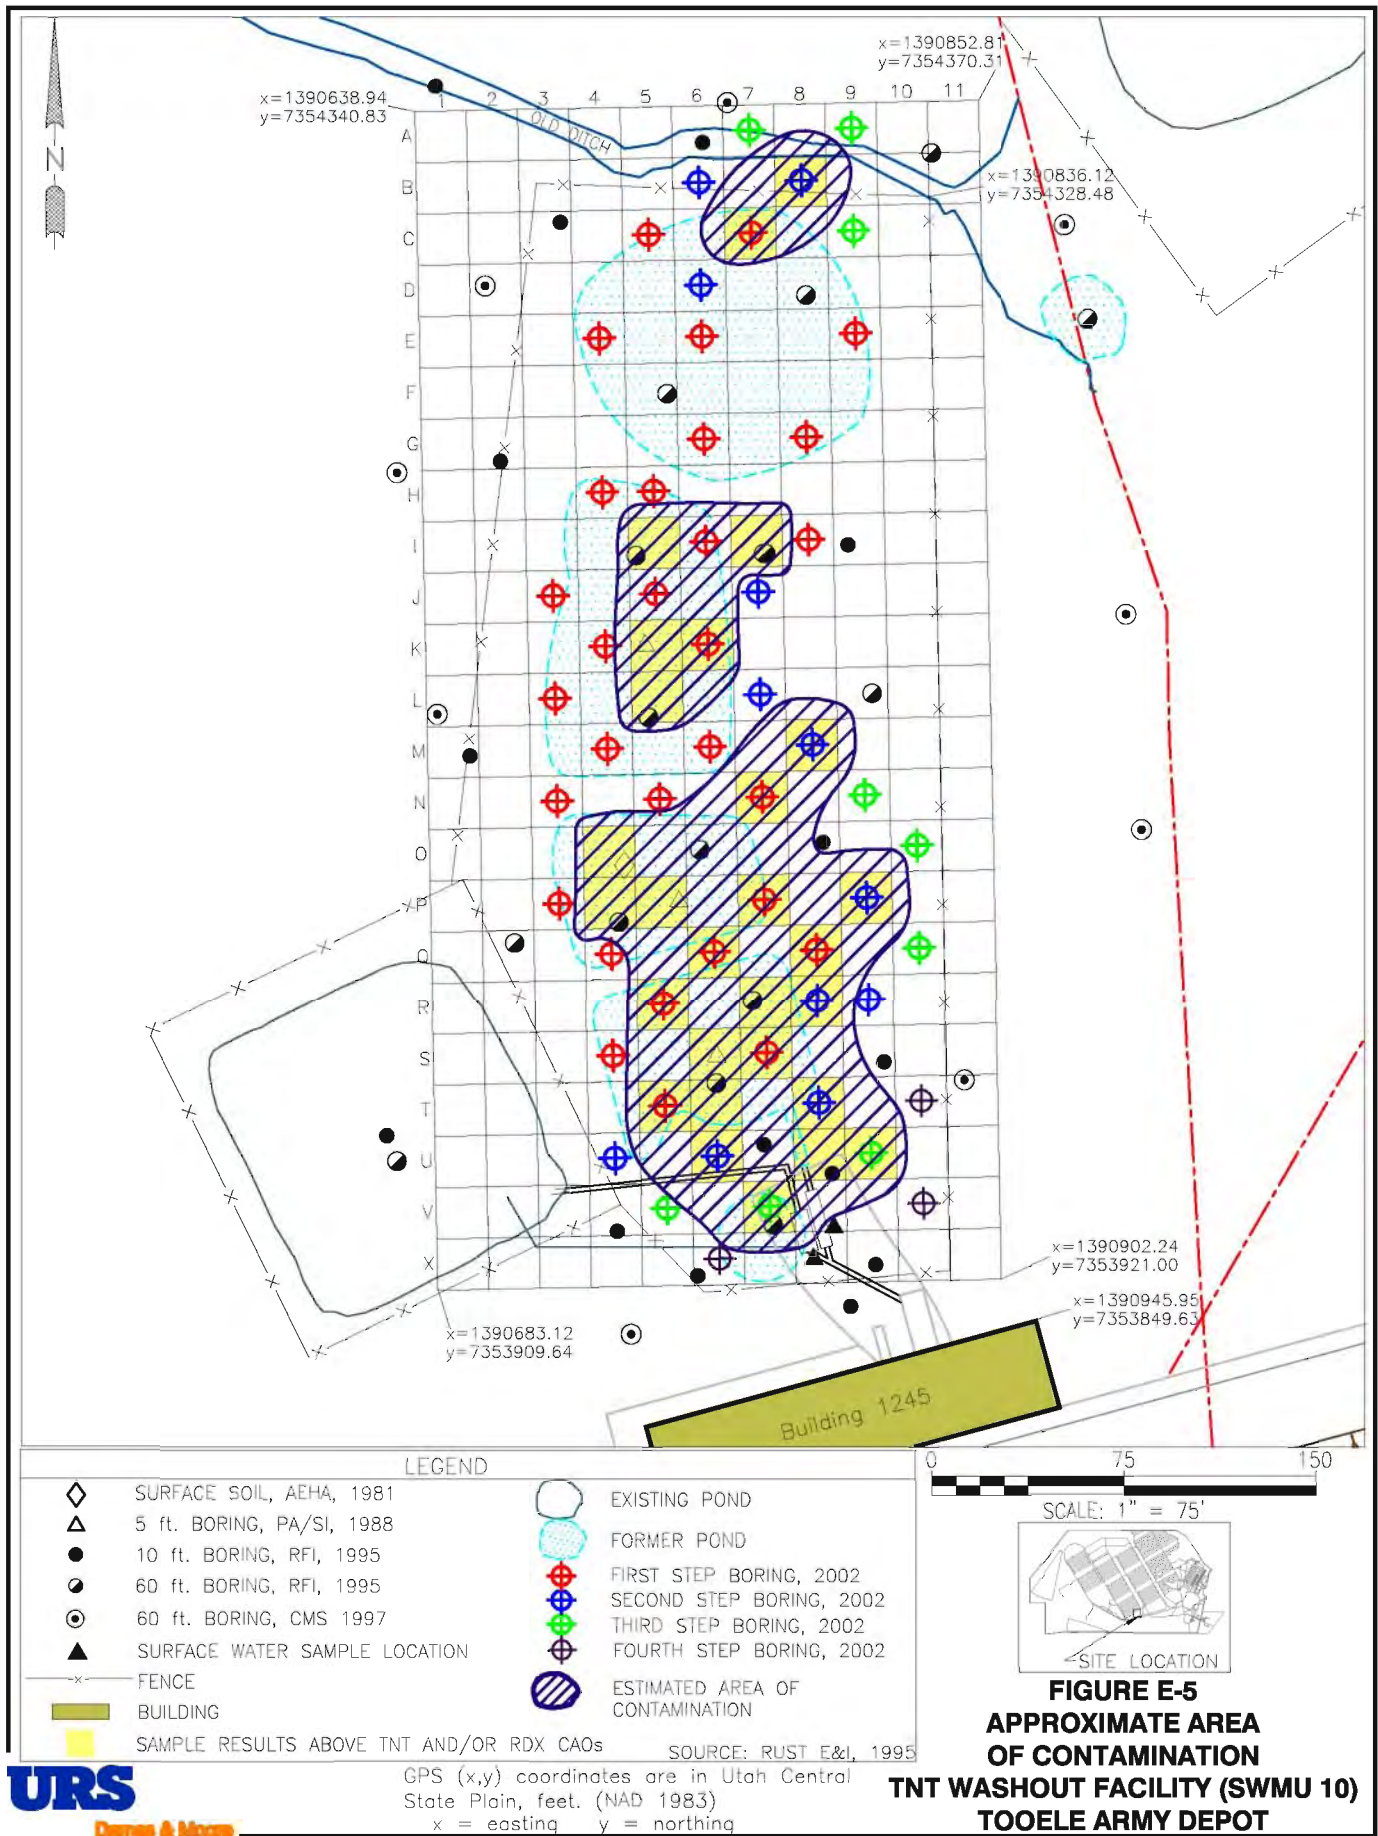 x=1390852.81
y=7354370.31
x=1390638.94
y=7354340.83
1 2 3 4 5 6 7 8 9 10 11
OLD DITCH
N
A
B
C
D
E
F
G
H
I
J
K
L
M
N
O
P
Q
R
S
T
U
V
X
x=1390836.12
y=7354328.48
x=1390902.24
y=7353921.00
x=1390945.95
y=7353849.63
x=1390683.12
y=7353909.64
Building 1245
LEGEND
SURFACE SOIL, AEHA, 1981
5 ft. BORING, PA/SI, 1988
10 ft. BORING, RFI, 1995
60 ft. BORING, RFI, 1995
60 ft. BORING, CMS 1997
SURFACE WATER SAMPLE LOCATION
FENCE
BUILDING
SAMPLE RESULTS ABOVE TNT AND/OR RDX CAOs
EXISTING POND
FORMER POND
FIRST STEP BORING, 2002
SECOND STEP BORING, 2002
THIRD STEP BORING, 2002
FOURTH STEP BORING, 2002
ESTIMATED AREA OF
CONTAMINATION
SOURCE: RUST E&I, 1995
0 75 150
SCALE: 1" = 75'
SITE LOCATION
FIGURE E-5
APPROXIMATE AREA
OF CONTAMINATION
TNT WASHOUT FACILITY (SWMU 10)
TOOELE ARMY DEPOT
URS
Dames & Moore
GPS (x,y) coordinates are in Utah Central
State Plain, feet. (NAD 1983)
x = easting y = northing